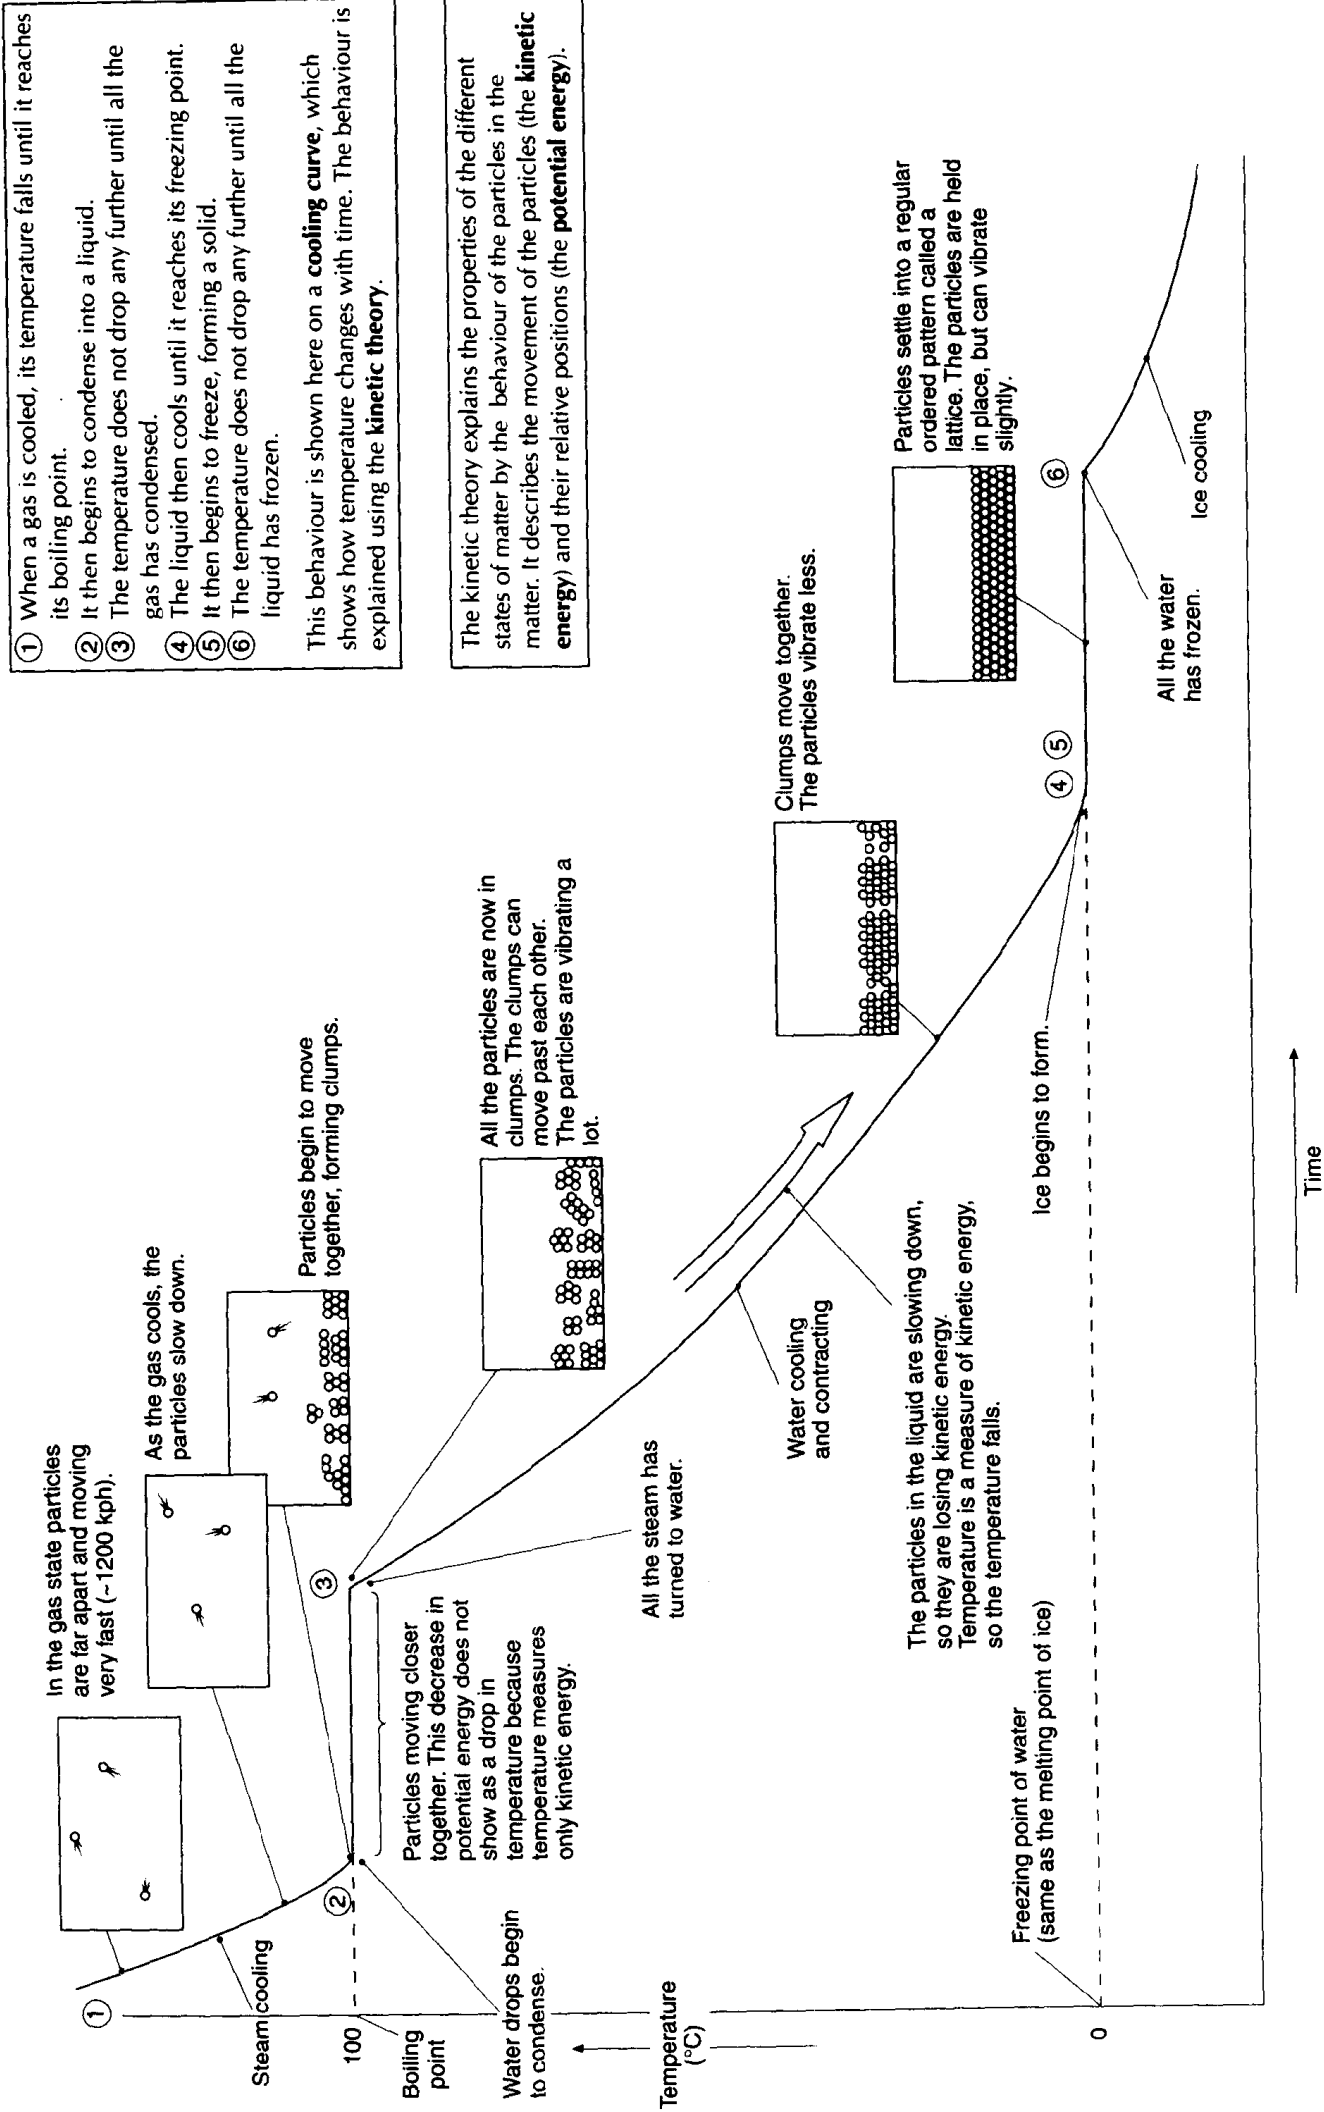 ① When a gas is cooled, its temperature falls until it reaches
its boiling point.
② It then begins to condense into a liquid.
③ The temperature does not drop any further until all the
gas has condensed.
④ The liquid then cools until it reaches its freezing point.
⑤ It then begins to freeze, forming a solid.
⑥ The temperature does not drop any further until all the
liquid has frozen.
This behaviour is shown here on a cooling curve, which
shows how temperature changes with time. The behaviour is
explained using the kinetic theory.
The kinetic theory explains the properties of the different
states of matter by the behaviour of the particles in the
matter. It describes the movement of the particles (the kinetic
energy) and their relative positions (the potential energy).
In the gas state particles
are far apart and moving
very fast (~1200 kph).
As the gas cools, the
particles slow down.
Particles begin to move
together, forming clumps.
All the particles are now in
clumps. The clumps can
move past each other.
The particles are vibrating a
lot.
Clumps move together.
The particles vibrate less.
Particles settle into a regular
ordered pattern called a
lattice. The particles are held
in place, but can vibrate
slightly.
①
Steam cooling
②
③
100
Boiling
point
Water drops begin
to condense.
Particles moving closer
together. This decrease in
potential energy does not
show as a drop in
temperature because
temperature measures
only kinetic energy.
All the steam has
turned to water.
Water cooling
and contracting
The particles in the liquid are slowing down,
so they are losing kinetic energy.
Temperature is a measure of kinetic energy,
so the temperature falls.
Temperature
(°C)
Freezing point of water
(same as the melting point of ice)
Ice begins to form.
④ ⑤
⑥
All the water
has frozen.
Ice cooling
0
Time